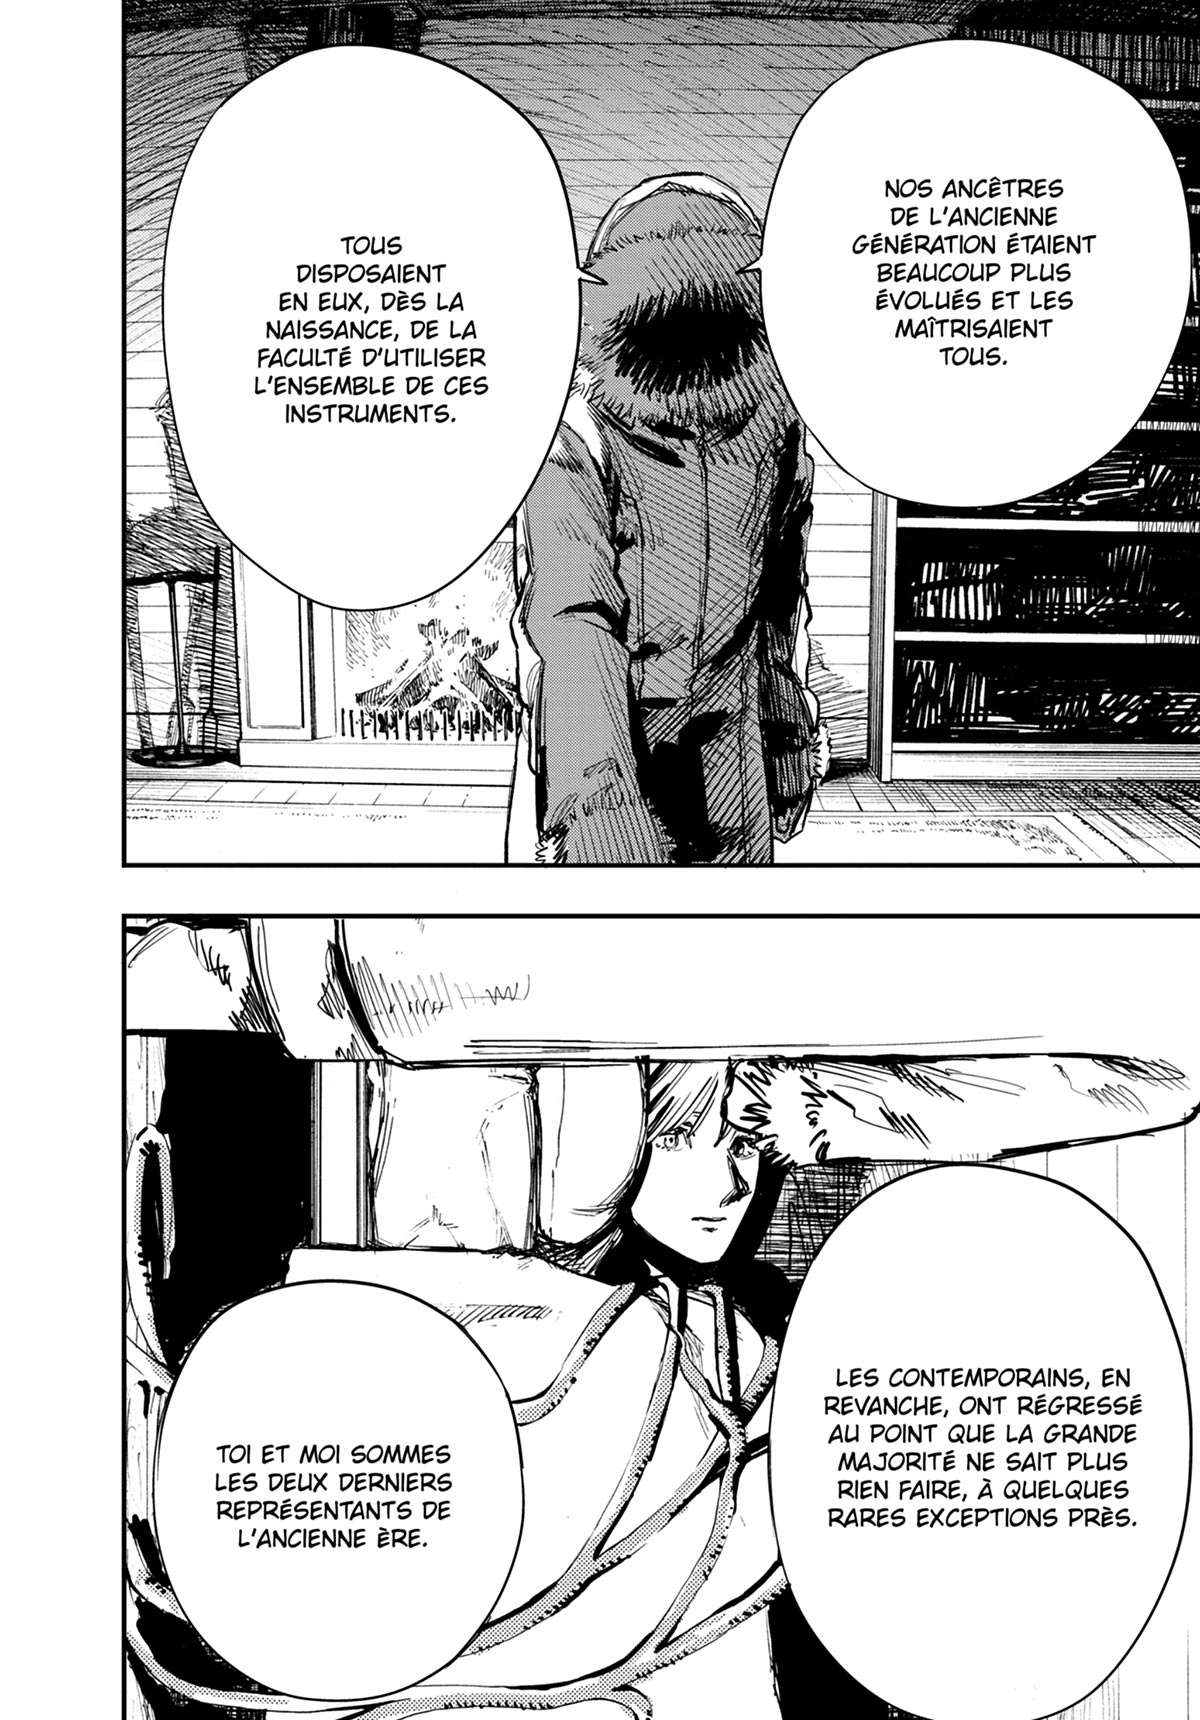 NOS ANCÊTRES
DE L'ANCIENNE
GÉNÉRATION ÉTAIENT
BEAUCOUP PLUS
ÉVOLUÉS ET LES
MAÎTRISAIENT
TOUS.
TOUS
DISPOSAIENT
EN EUX, DÈS LA
NAISSANCE, DE LA
FACULTÉ D'UTILISER
L'ENSEMBLE DE CES
INSTRUMENTS.
LES CONTEMPORAINS, EN
REVANCHE, ONT RÉGRESSÉ
AU POINT QUE LA GRANDE
MAJORITÉ NE SAIT PLUS
RIEN FAIRE, À QUELQUES
RARES EXCEPTIONS PRÈS.
TOI ET MOI SOMMES
LES DEUX DERNIERS
REPRÉSENTANTS DE
L'ANCIENNE ÈRE.